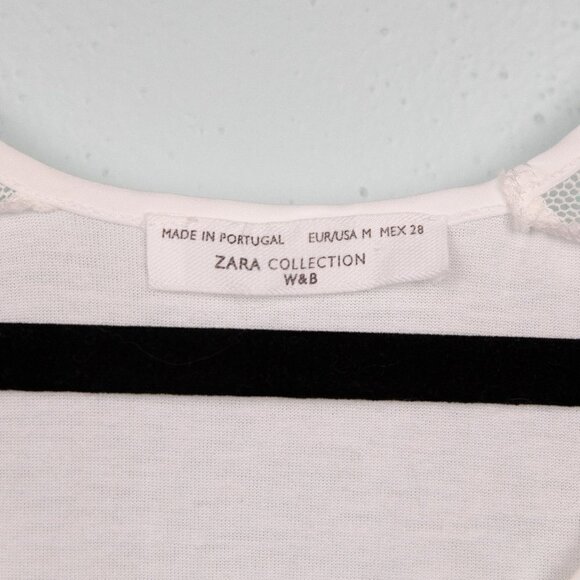 MADE IN PORTUGAL EUR/USA M MEX 28
ZARA COLLECTION
W&B